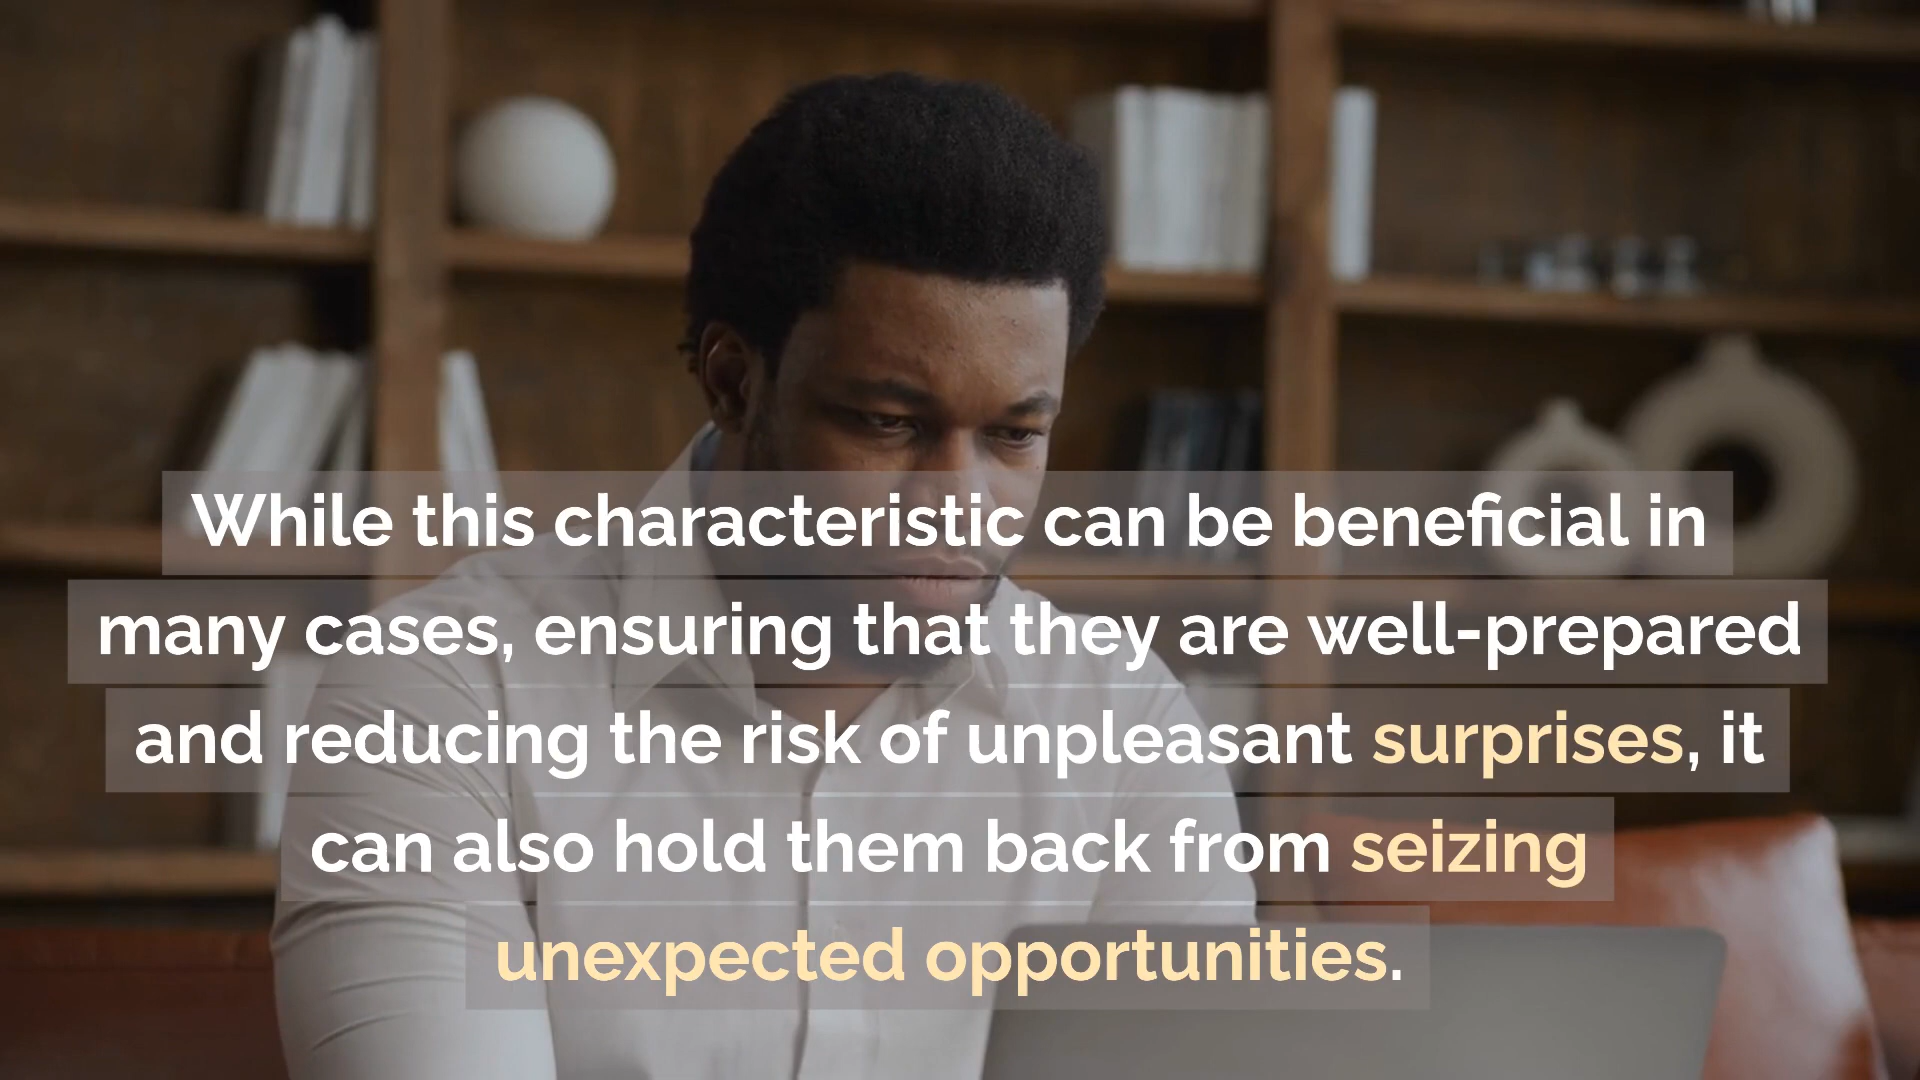 While this characteristic can be beneficial in
many cases, ensuring that they are well-prepared
and reducing the risk of unpleasant surprises, it
can also hold them back from seizing
unexpected opportunities.